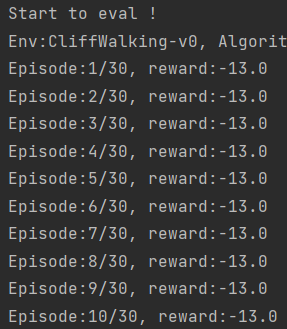 Start to eval !
Env:CliffWalking-v0, Algorit
Episode:1/30, reward:-13.0
Episode:2/30, reward:-13.0
Episode:3/30, reward:-13.0
Episode:4/30, reward:-13.0
Episode:5/30, reward:-13.0
Episode:6/30, reward:-13.0
Episode:7/30, reward:-13.0
Episode:8/30, reward:-13.0
Episode:9/30, reward:-13.0
Episode:10/30, reward:-13.0